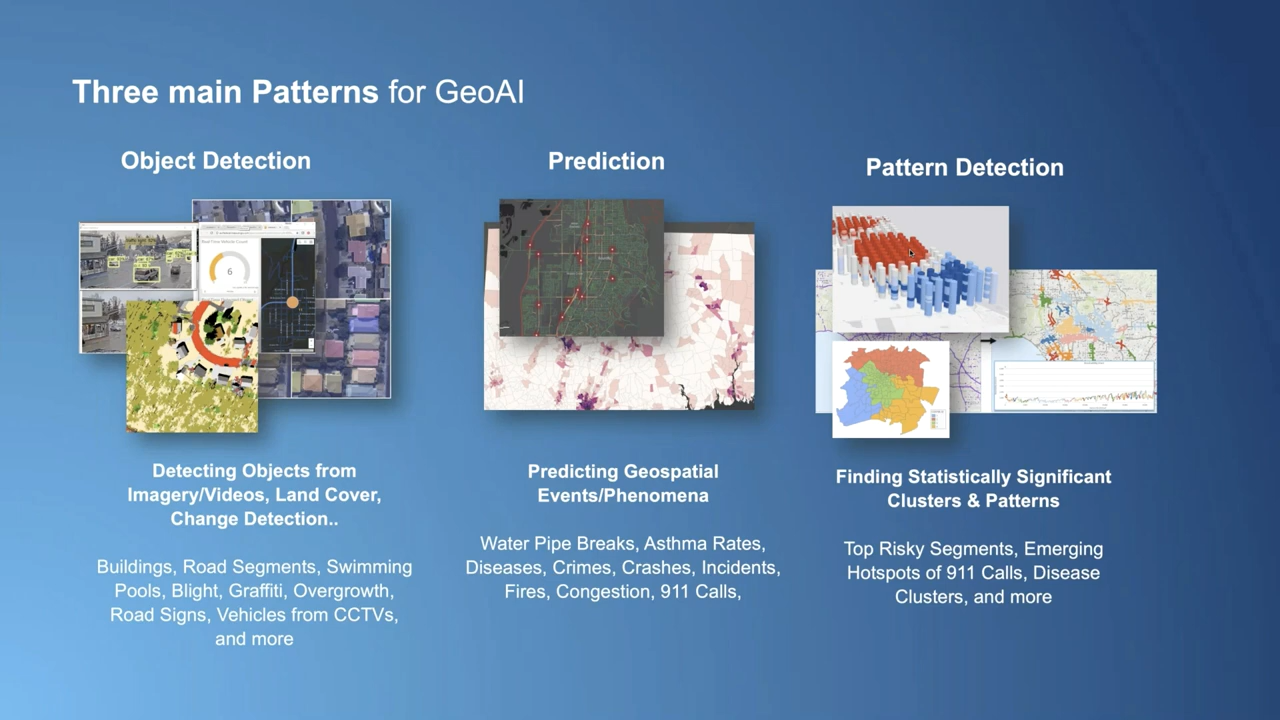 Three main Patterns for GeoAI
Object Detection
6
Detecting Objects from
Imagery/Videos, Land Cover,
Change Detection..
Buildings, Road Segments, Swimming
Pools, Blight, Graffiti, Overgrowth,
Road Signs, Vehicles from CCTVs,
and more
Prediction
Predicting Geospatial
Events/Phenomena
Water Pipe Breaks, Asthma Rates,
Diseases, Crimes, Crashes, Incidents,
Fires, Congestion, 911 Calls,
Pattern Detection
Finding Statistically Significant
Clusters & Patterns
Top Risky Segments, Emerging
Hotspots of 911 Calls, Disease
Clusters, and more